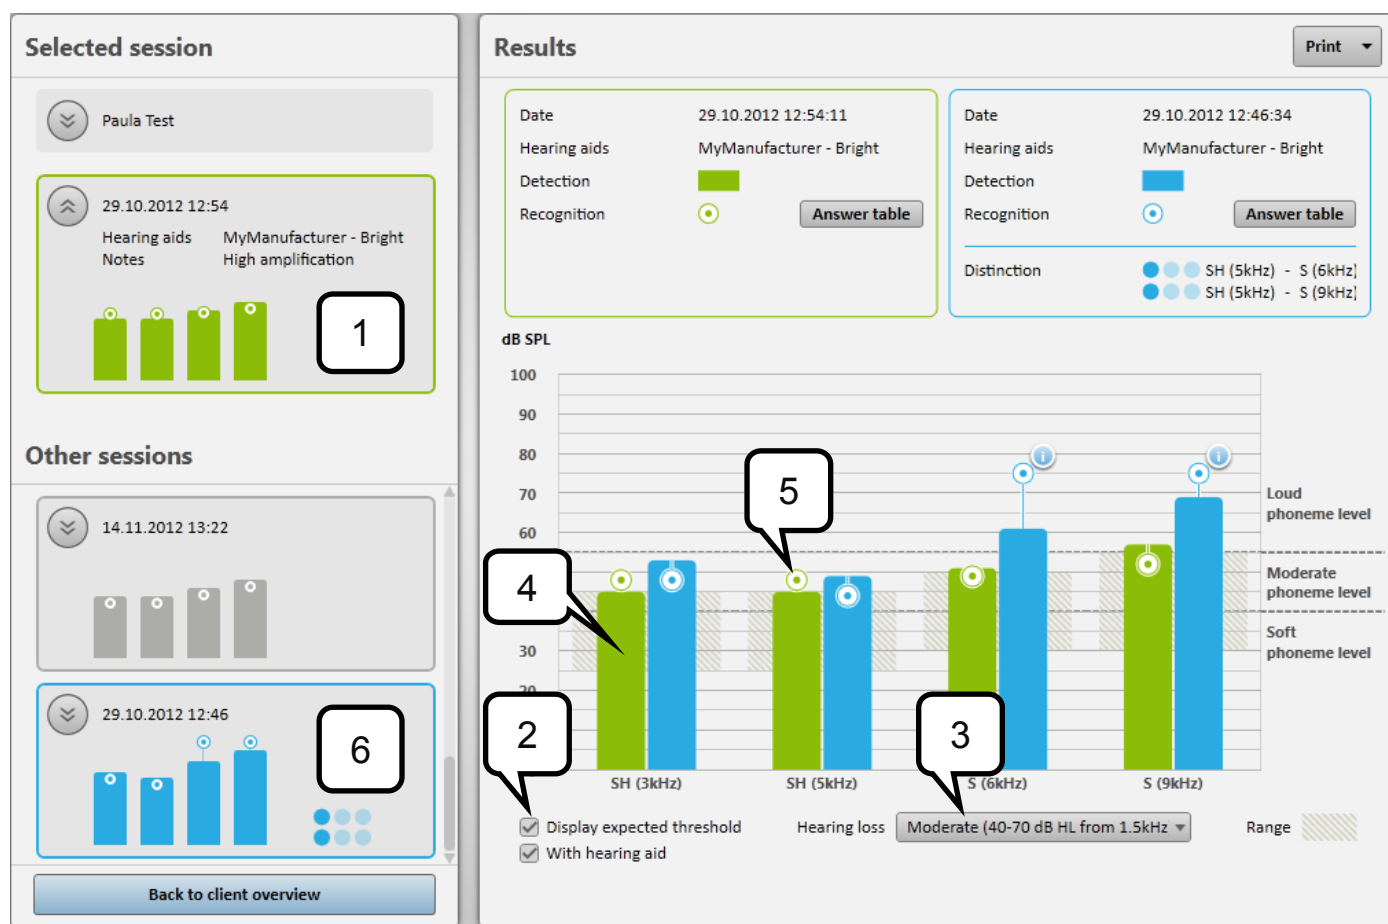 Selected session
Paula Test
29.10.2012 12:54
Hearing aids MyManufacturer - Bright
Notes High amplification
1
Other sessions
14.11.2012 13:22
29.10.2012 12:46
6
Back to client overview
Results
Print
Date 29.10.2012 12:54:11
Hearing aids MyManufacturer - Bright
Detection
Recognition Answer table
Date 29.10.2012 12:46:34
Hearing aids MyManufacturer - Bright
Detection
Recognition Answer table
Distinction SH (5kHz) - S (6kHz)
SH (5kHz) - S (9kHz)
dB SPL
100
90
80
70
60
30
20
5
4
2
3
i
i
Loud
phoneme level
Moderate
phoneme level
Soft
phoneme level
SH (3kHz) SH (5kHz) S (6kHz) S (9kHz)
Display expected threshold Hearing loss Moderate (40-70 dB HL from 1.5kHz Range
With hearing aid